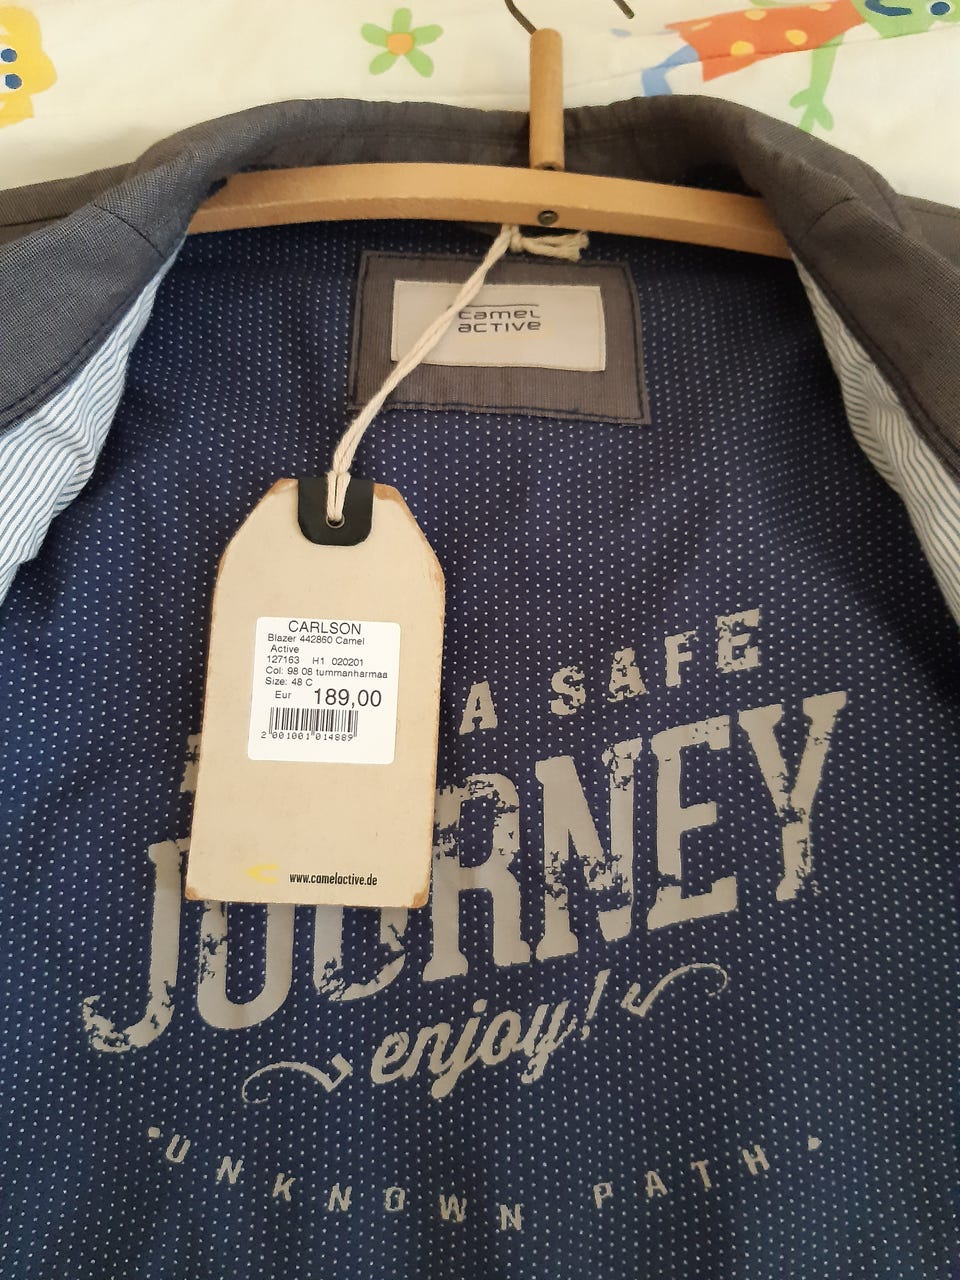 camel
active
CARLSON
Blazer 442860 Camel
Active
127163 H1 020201
Col: 98 08 tummanharmaa
Size: 48 C
Eur 189,00
2 001001 014889
www.camelactive.de
A SAFE
JOURNEY
enjoy!
•UNKNOWN PATH•